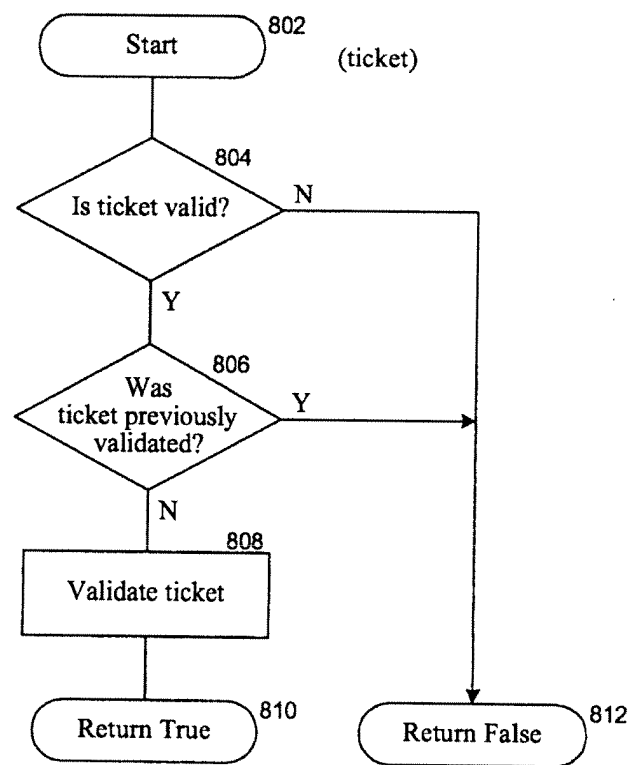 Start
802
(ticket)
804
Is ticket valid?
N
Y
806
Was
ticket previously
validated?
Y
N
808
Validate ticket
Return True
810
Return False
812